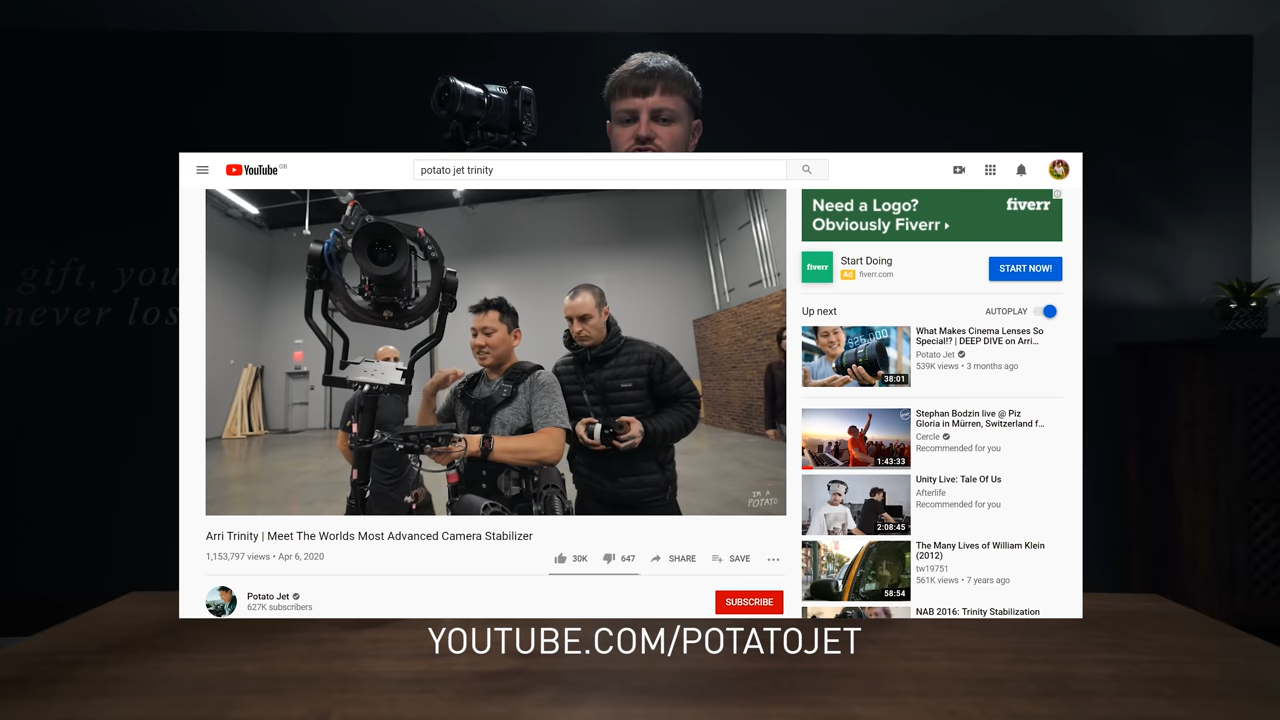 YouTube GB
potato jet trinity
gift, you
never los
I'M A
POTATO
Arri Trinity | Meet The Worlds Most Advanced Camera Stabilizer
1,153,797 views • Apr 6, 2020
30K
647
SHARE
SAVE
Potato Jet
627K subscribers
SUBSCRIBE
Need a Logo?
Obviously Fiverr
fiverr
fiverr
Start Doing
Ad fiverr.com
START NOW!
Up next
AUTOPLAY
$25,000
38:01
What Makes Cinema Lenses So
Special!? | DEEP DIVE on Arri...
Potato Jet
539K views • 3 months ago
1:43:33
Stephan Bodzin live @ Piz
Gloria in Mürren, Switzerland f...
Cercle
Recommended for you
2:08:45
Unity Live: Tale Of Us
Afterlife
Recommended for you
58:54
The Many Lives of William Klein
(2012)
tw19751
561K views • 7 years ago
NAB 2016: Trinity Stabilization
YOUTUBE.COM/POTATOJET